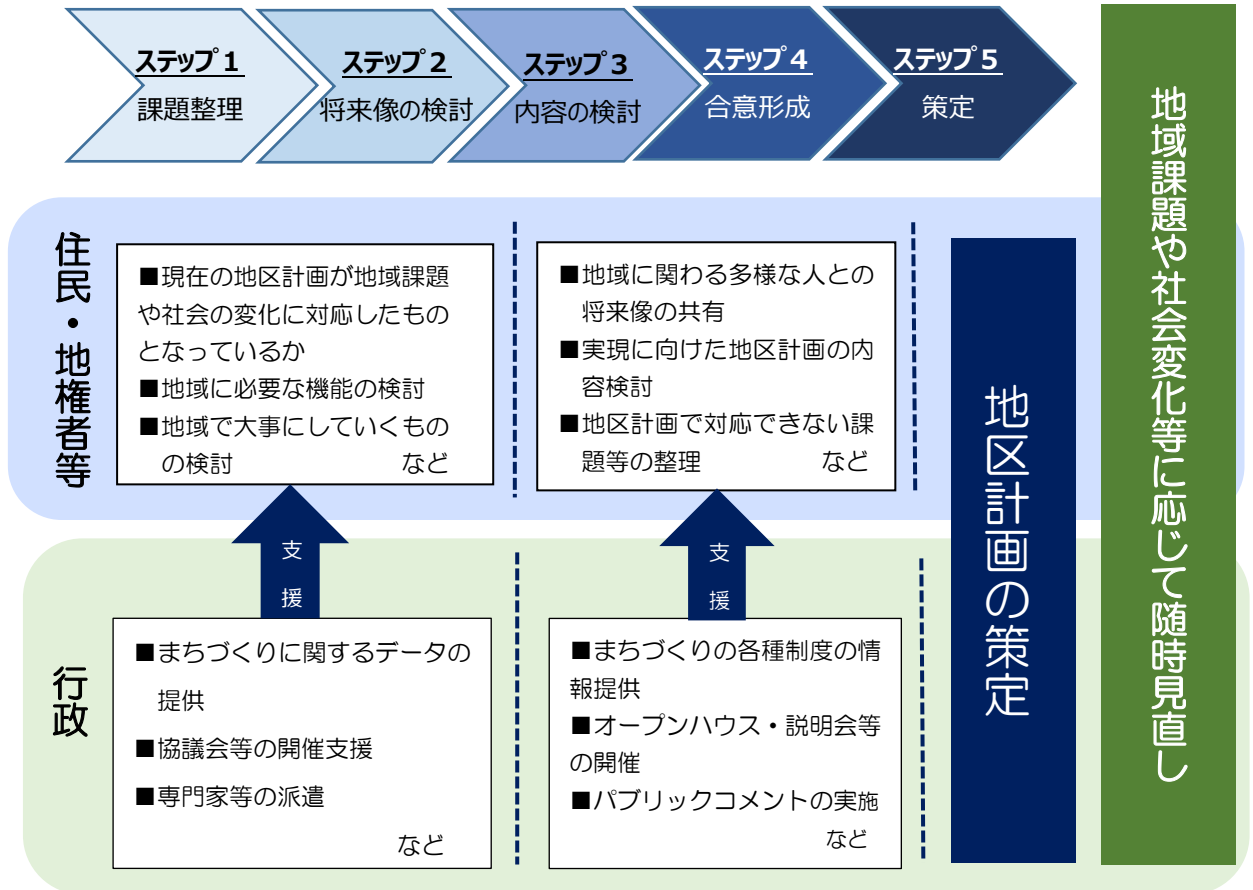 ステップ1
課題整理
ステップ2
将来像の検討
ステップ3
内容の検討
ステップ4
合意形成
ステップ5
策定
地域課題や社会変化等に応じて随時見直し
住民・地権者等
■現在の地区計画が地域課題
や社会の変化に対応したもの
となっているか
■地域に必要な機能の検討
■地域で大事にしていくもの
の検討 など
■地域に関わる多様な人との
将来像の共有
■実現に向けた地区計画の内
容検討
■地区計画で対応できない課
題等の整理 など
地区計画の策定
支援
支援
行政
■まちづくりに関するデータの
提供
■協議会等の開催支援
■専門家等の派遣
など
■まちづくりの各種制度の情
報提供
■オープンハウス・説明会等
の開催
■パブリックコメントの実施
など